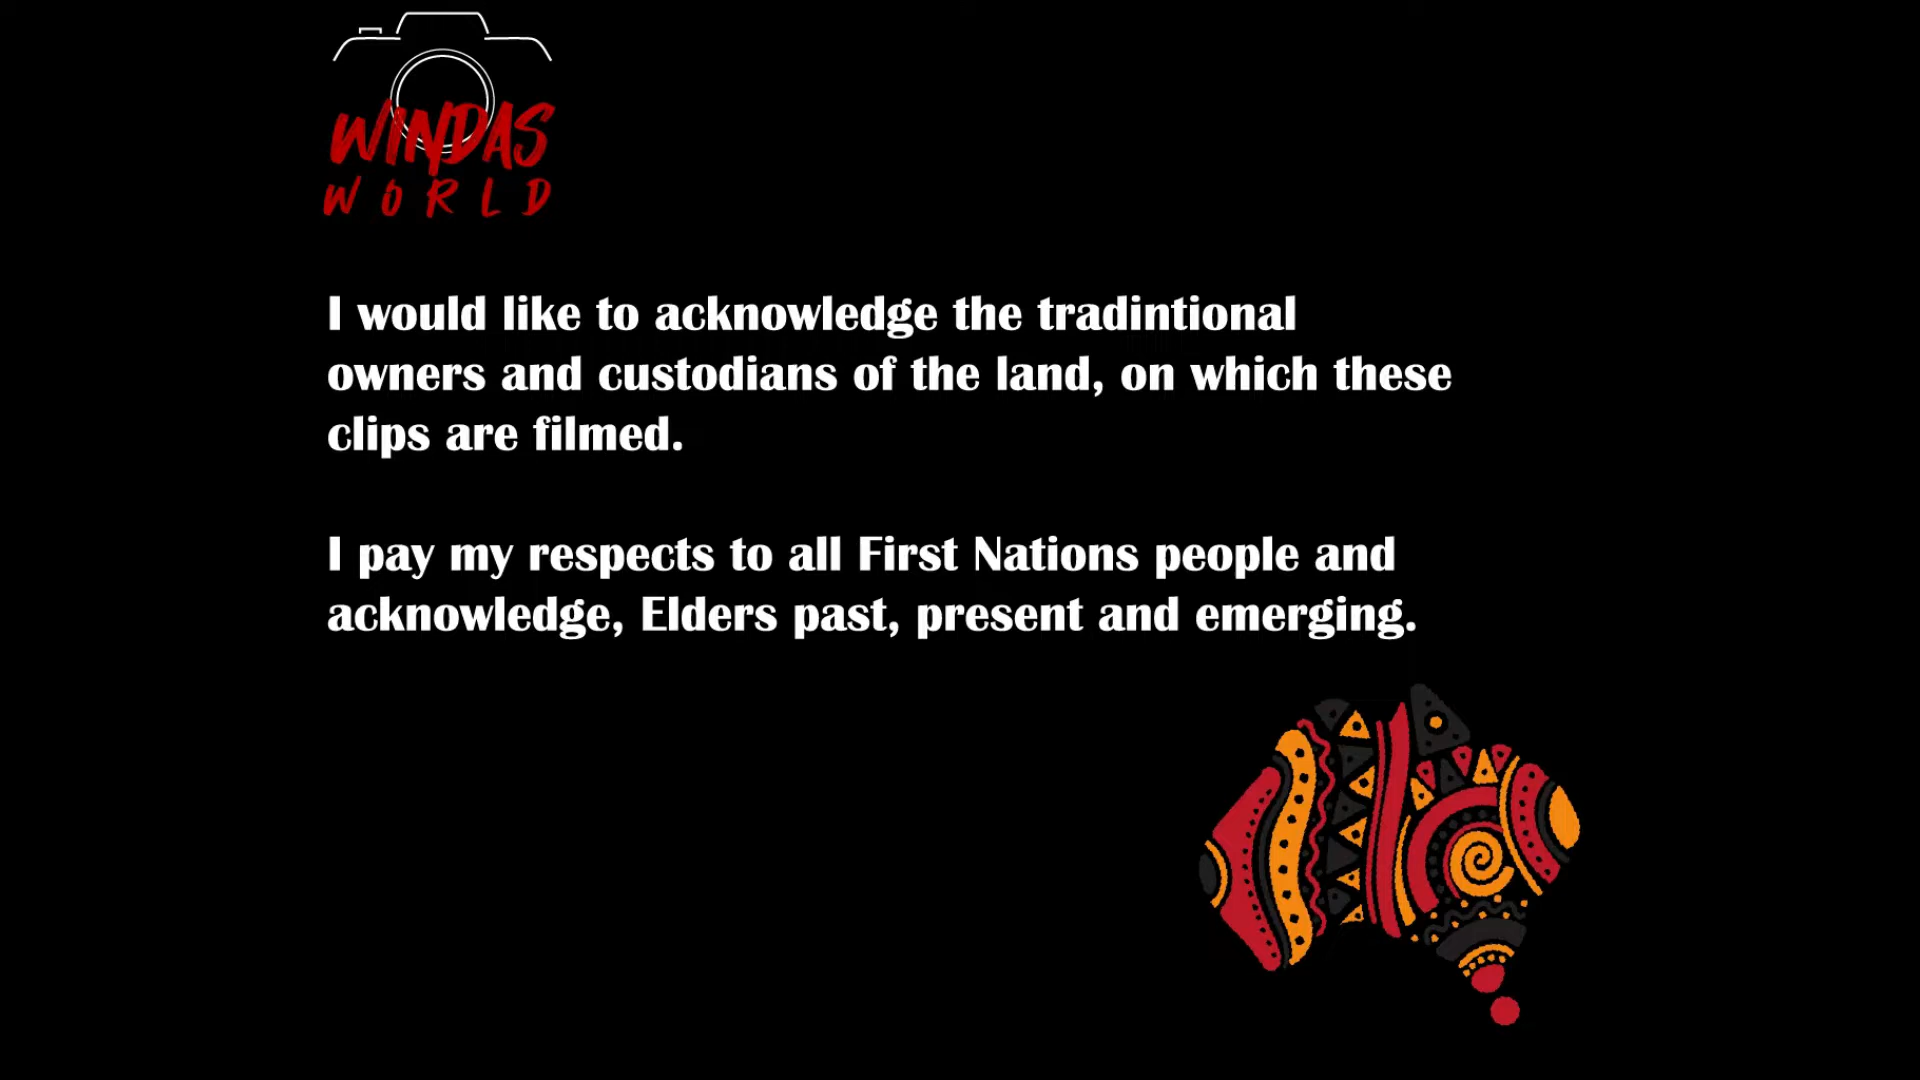 WINDAS
WORLD
I would like to acknowledge the tradintional
owners and custodians of the land, on which these
clips are filmed.
I pay my respects to all First Nations people and
acknowledge, Elders past, present and emerging.